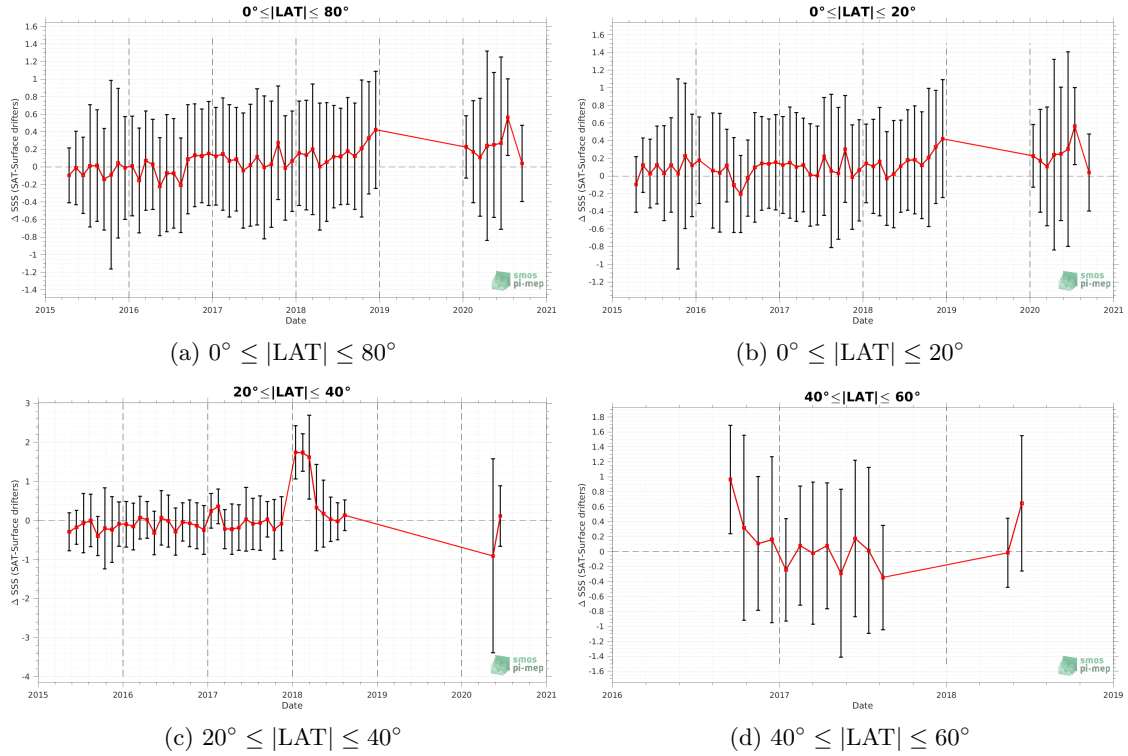 0°≤|LAT|≤ 80°
Δ SSS (SAT-Surface drifters)
1.6
1.4
1.2
1
0.8
0.6
0.4
0.2
0
-0.2
-0.4
-0.6
-0.8
-1
-1.2
-1.4
2015 2016 2017 2018 2019 2020 2021
Date
smos
pi-mep
(a) 0° ≤ |LAT| ≤ 80°
0°≤|LAT|≤ 20°
Δ SSS (SAT-Surface drifters)
1.6
1.4
1.2
1
0.8
0.6
0.4
0.2
0
-0.2
-0.4
-0.6
-0.8
-1
-1.2
2015 2016 2017 2018 2019 2020 2021
Date
smos
pi-mep
(b) 0° ≤ |LAT| ≤ 20°
20°≤|LAT|≤ 40°
Δ SSS (SAT-Surface drifters)
3
2
1
0
-1
-2
-3
-4
2015 2016 2017 2018 2019 2020 2021
Date
smos
pi-mep
(c) 20° ≤ |LAT| ≤ 40°
40°≤|LAT|≤ 60°
Δ SSS (SAT-Surface drifters)
1.8
1.6
1.4
1.2
1
0.8
0.6
0.4
0.2
0
-0.2
-0.4
-0.6
-0.8
-1
-1.2
-1.4
-1.6
2016 2017 2018 2019
Date
smos
pi-mep
(d) 40° ≤ |LAT| ≤ 60°